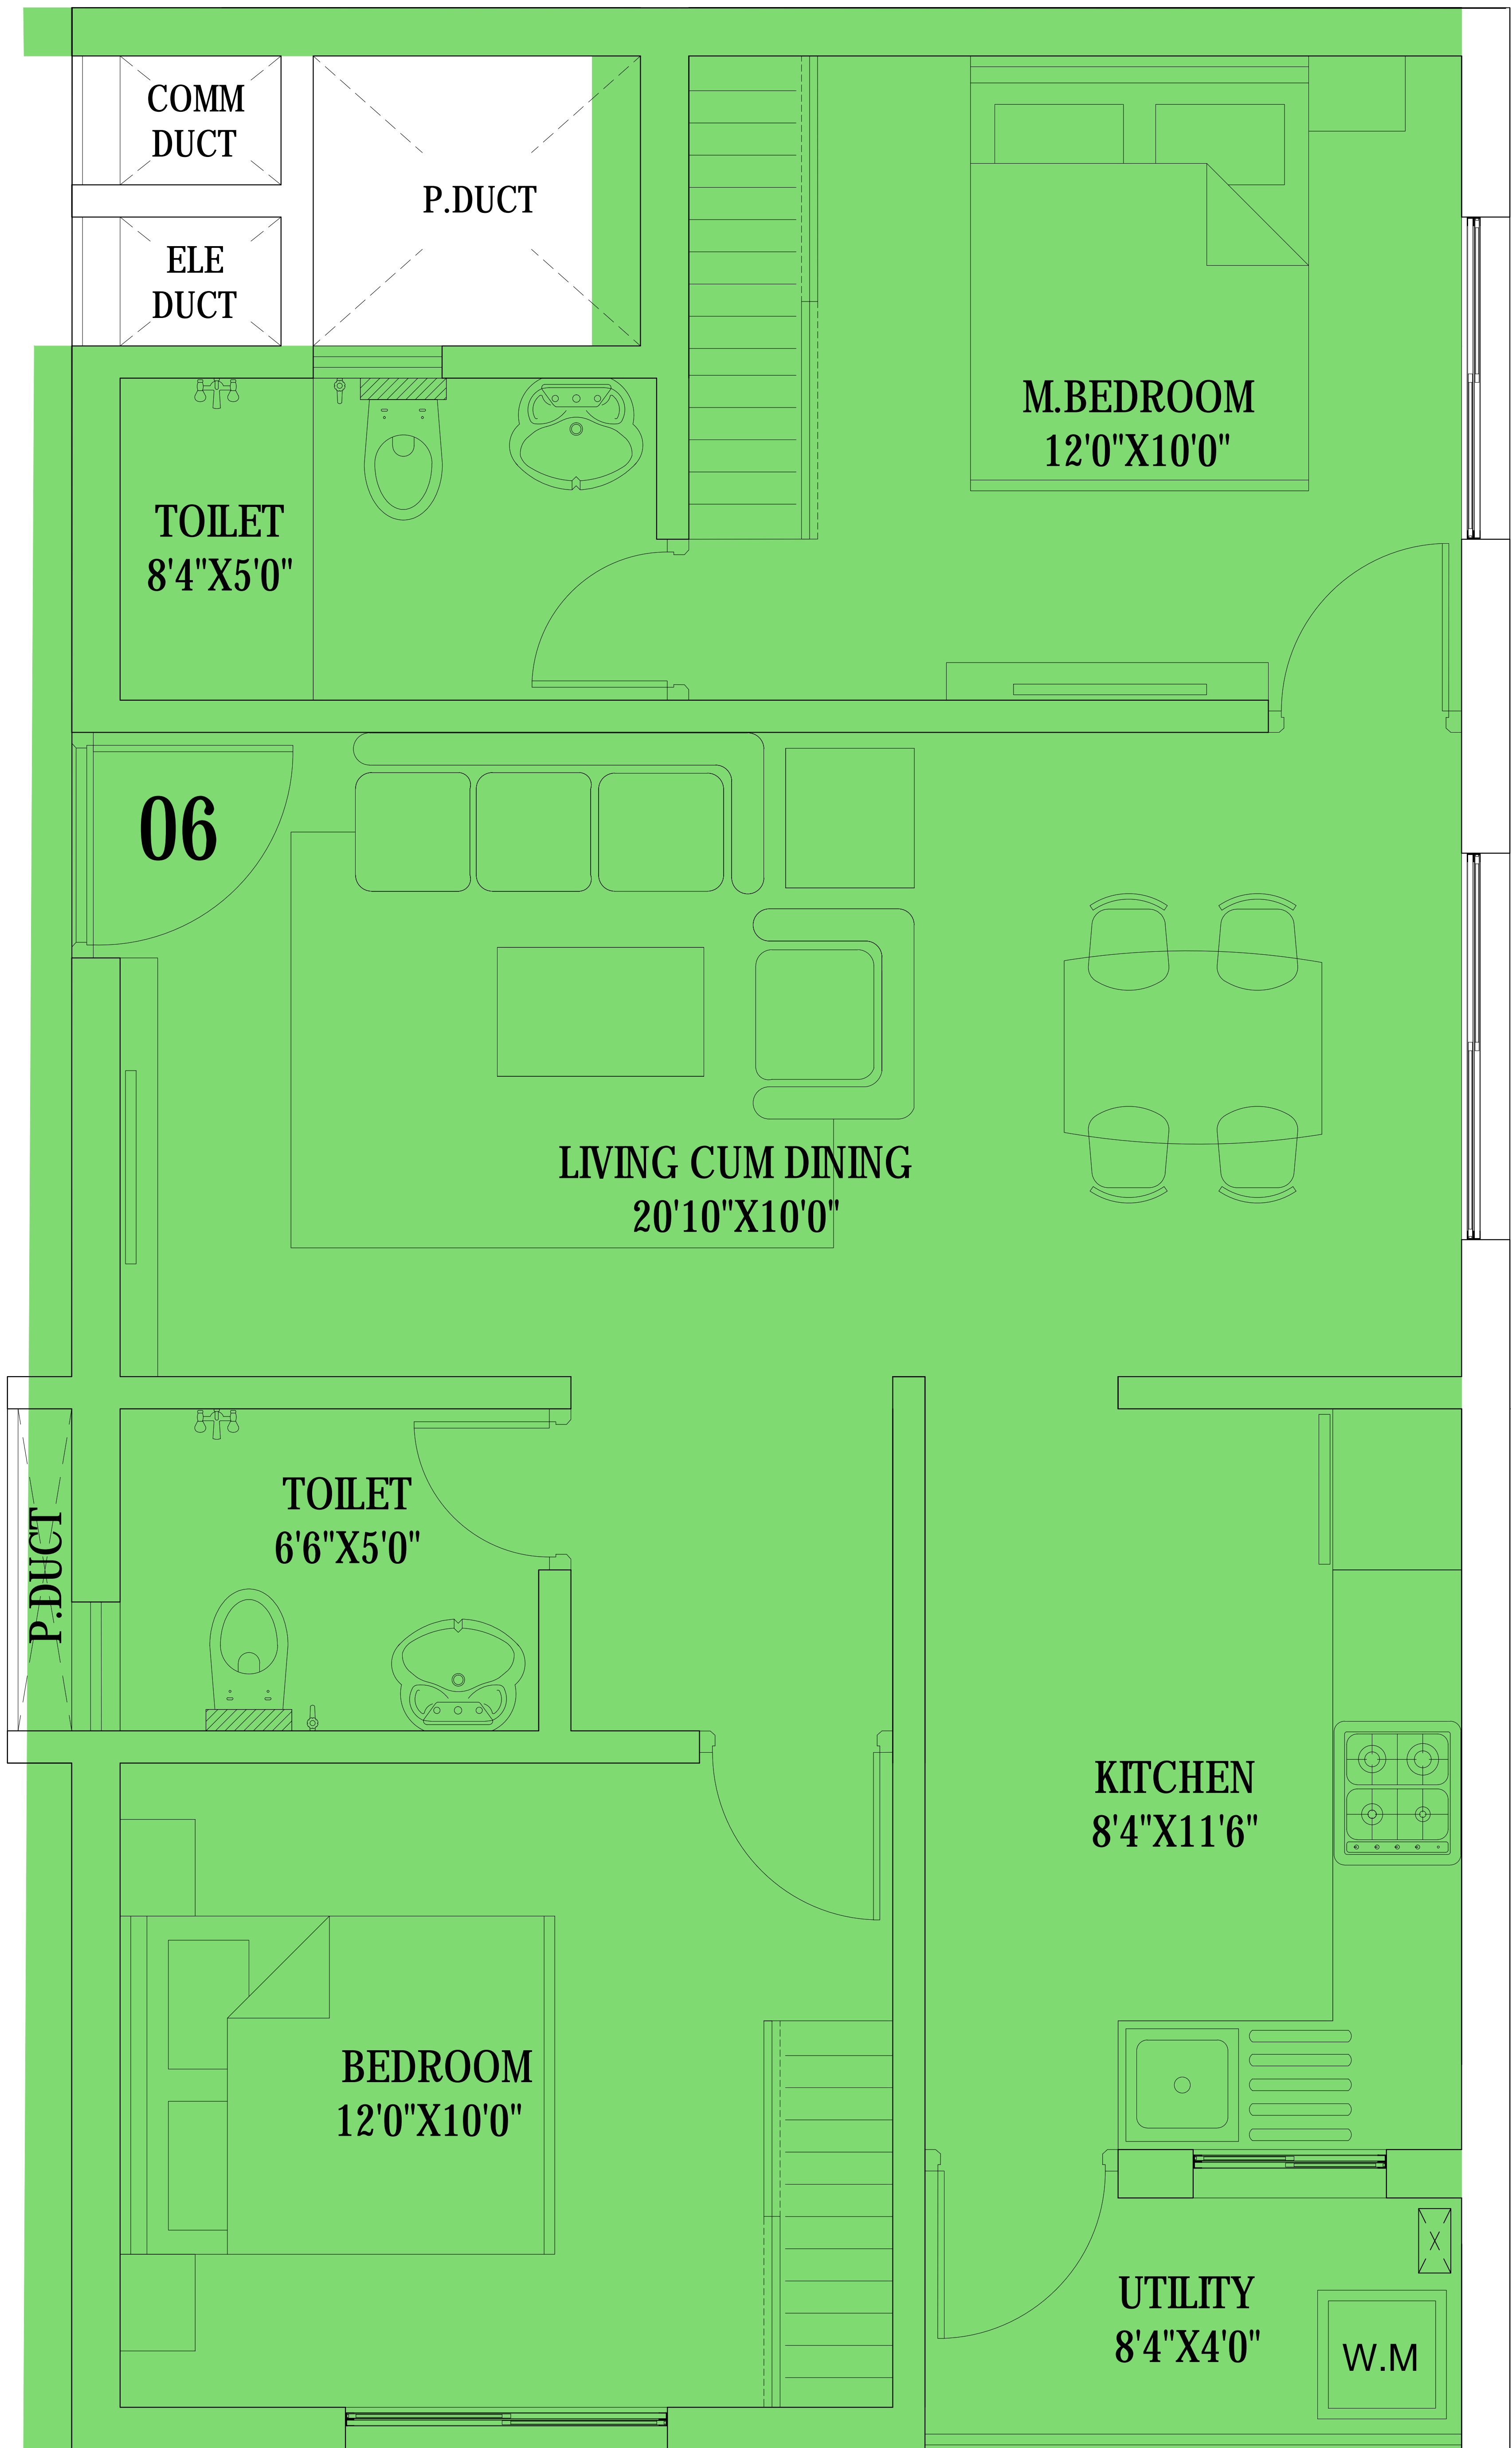 COMM
DUCT
P.DUCT
ELE
DUCT
M.BEDROOM
12'0"X10'0"
TOILET
8'4"X5'0"
06
LIVING CUM DINING
20'10"X10'0"
TOILET
6'6"X5'0"
P.DUCT
KITCHEN
8'4"X11'6"
BEDROOM
12'0"X10'0"
UTILITY
8'4"X4'0"
W.M